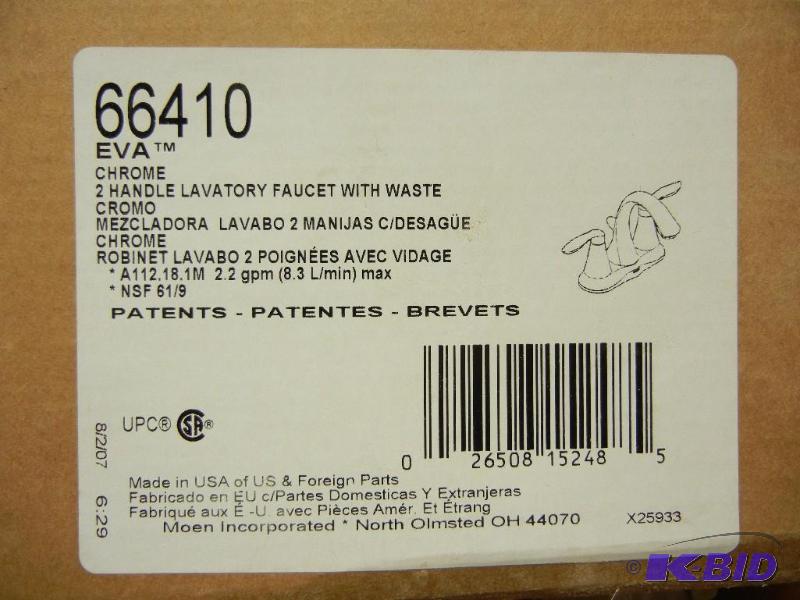 66410
EVA™
CHROME
2 HANDLE LAVATORY FAUCET WITH WASTE
CROMO
MEZCLADORA LAVABO 2 MANIJAS C/DESAGÜE
CHROME
ROBINET LAVABO 2 POIGNÉES AVEC VIDAGE
* A112.18.1M 2.2 gpm (8.3 L/min) max
* NSF 61/9
PATENTS - PATENTES - BREVETS
UPC® SA®
0 26508 15248 5
8/2/07 6:29
Made in USA of US & Foreign Parts
Fabricado en EU c/Partes Domesticas Y Extranjeras
Fabriqué aux É -U. avec Pièces Amér. Et Étrang
Moen Incorporated * North Olmsted OH 44070
X25933
© K-BID